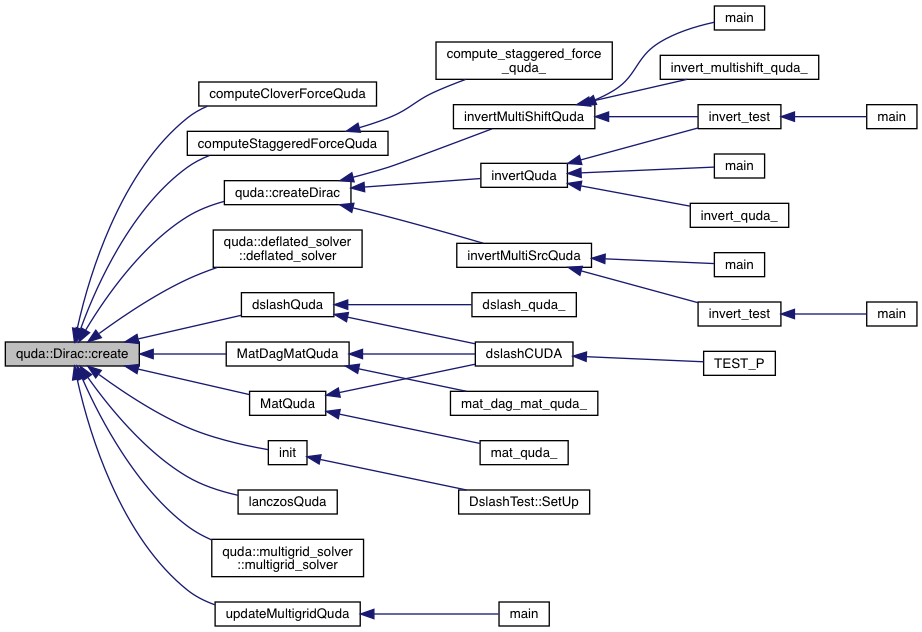 main
compute_staggered_force
_quda_
invert_multishift_quda_
computeCloverForceQuda
invertMultiShiftQuda
invert_test
main
computeStaggeredForceQuda
main
invertQuda
quda::createDirac
invert_quda_
quda::deflated_solver
::deflated_solver
invertMultiSrcQuda
main
dslashQuda
dslash_quda_
invert_test
main
quda::Dirac::create
MatDagMatQuda
dslashCUDA
TEST_P
MatQuda
mat_dag_mat_quda_
init
mat_quda_
lanczosQuda
DslashTest::SetUp
quda::multigrid_solver
::multigrid_solver
updateMultigridQuda
main